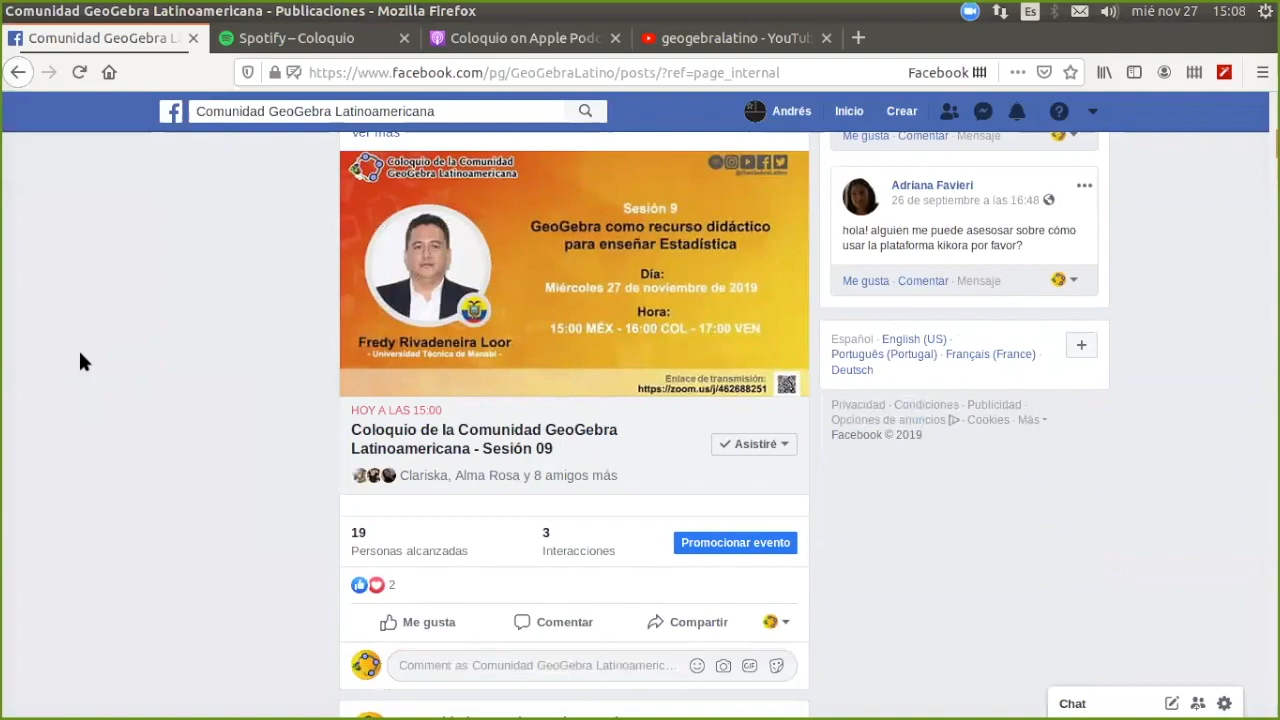 Comunidad GeoGebra Latinoamericana - Publicaciones - Mozilla Firefox
Es
mié nov 27
15:08
Comunidad GeoGebra L
Spotify – Coloquio
Coloquio on Apple Podc
geogebralatino - YouTub
https://www.facebook.com/pg/GeoGebraLatino/posts/?ref=page_internal
Facebook
Comunidad GeoGebra Latinoamericana
Andrés
Inicio
Crear
Ver más
Coloquio de la Comunidad
GeoGebra Latinoamericana
@GeoGebraLatino
Sesión 9
GeoGebra como recurso didáctico
para enseñar Estadística
Día:
Miércoles 27 de noviembre de 2019
Hora:
15:00 MÉX - 16:00 COL - 17:00 VEN
Fredy Rivadeneira Loor
- Universidad Técnica de Manabí -
Enlace de transmisión:
https://zoom.us/j/462688251
HOY A LAS 15:00
Coloquio de la Comunidad GeoGebra
Latinoamericana - Sesión 09
Asistiré
Clariska, Alma Rosa y 8 amigos más
19
Personas alcanzadas
3
Interacciones
Promocionar evento
2
Me gusta
Comentar
Compartir
Comment as Comunidad GeoGebra Latinoameric...
GIF
Me gusta · Comentar · Mensaje
Adriana Favieri
26 de septiembre a las 16:48
hola! alguien me puede asesosar sobre cómo
usar la plataforma kikora por favor?
Me gusta · Comentar · Mensaje
Español · English (US) ·
Português (Portugal) · Français (France) ·
Deutsch
Privacidad · Condiciones · Publicidad ·
Opciones de anuncios · Cookies · Más
Facebook © 2019
Chat